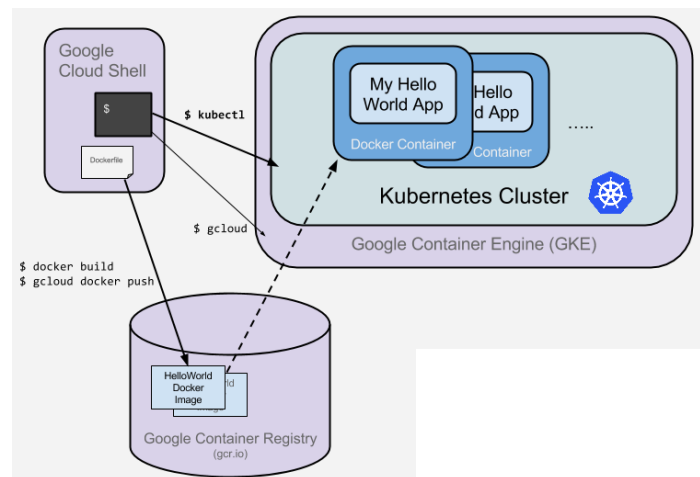 Google
Cloud Shell
$
Dockerfile
$ kubectl
$ gcloud
$ docker build
$ gcloud docker push
My Hello
World App
Docker Container
Hello
d App
Container
.....
Kubernetes Cluster
Google Container Engine (GKE)
HelloWorld
Docker
Image
Google Container Registry
(gcr.io)